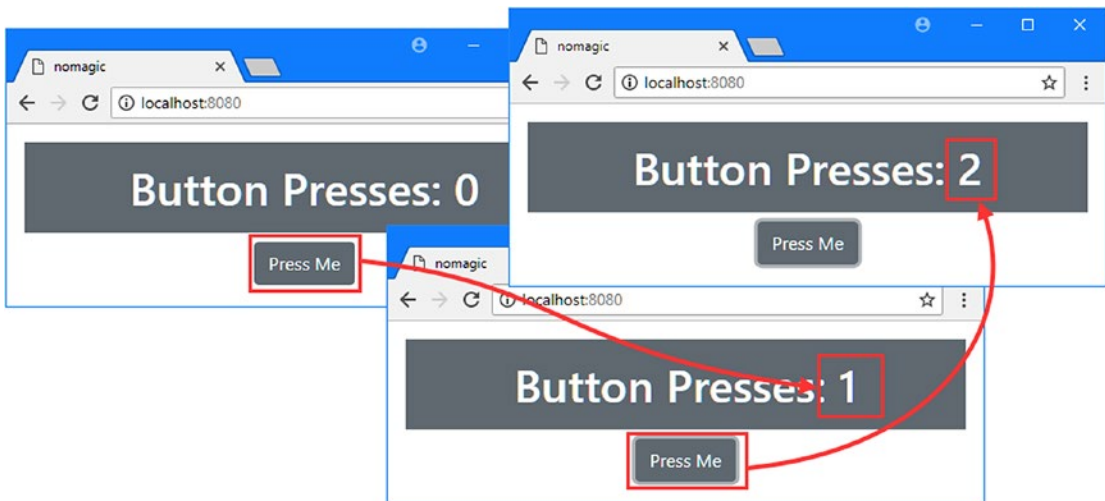 nomagic
localhost:8080
Button Presses: 0
Press Me
nomagic
localhost:8080
Button Presses: 1
Press Me
nomagic
localhost:8080
Button Presses: 2
Press Me